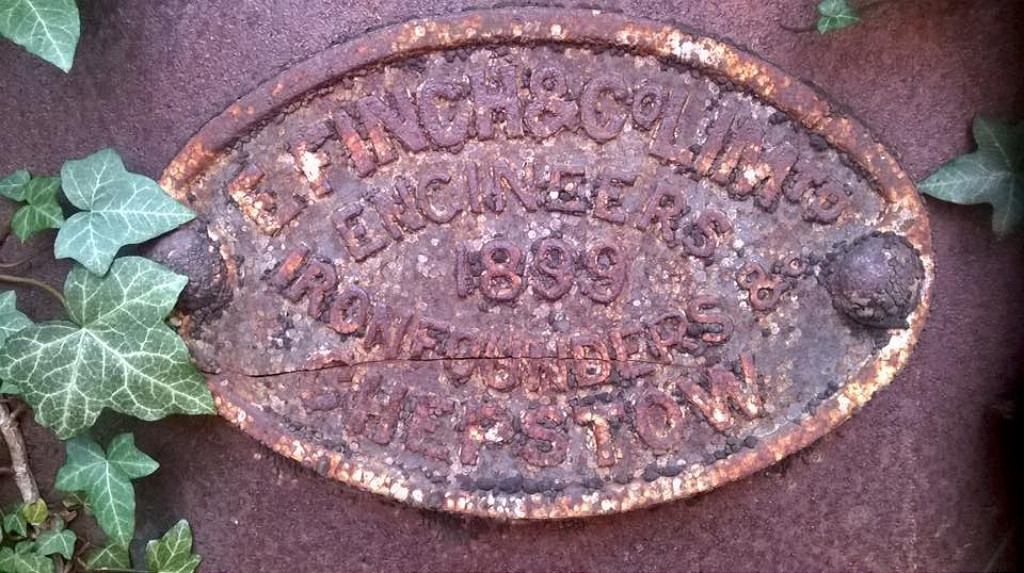 E FINCH & Co LIMTD
ENGINEERS &
1899
IRONFOUNDERS
CHEPSTOW